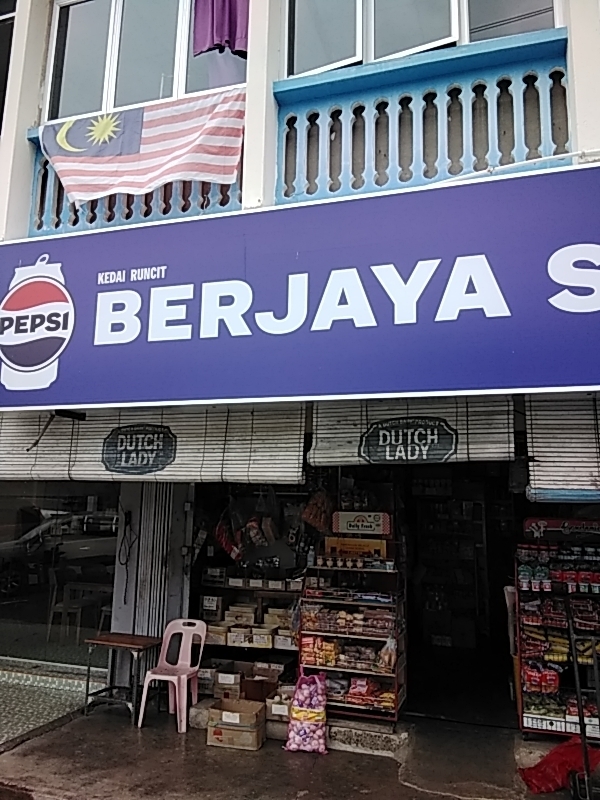 KEDAI RUNCIT
BERJAYA S
PEPSI
DUTCH
LADY
DUTCH
LADY